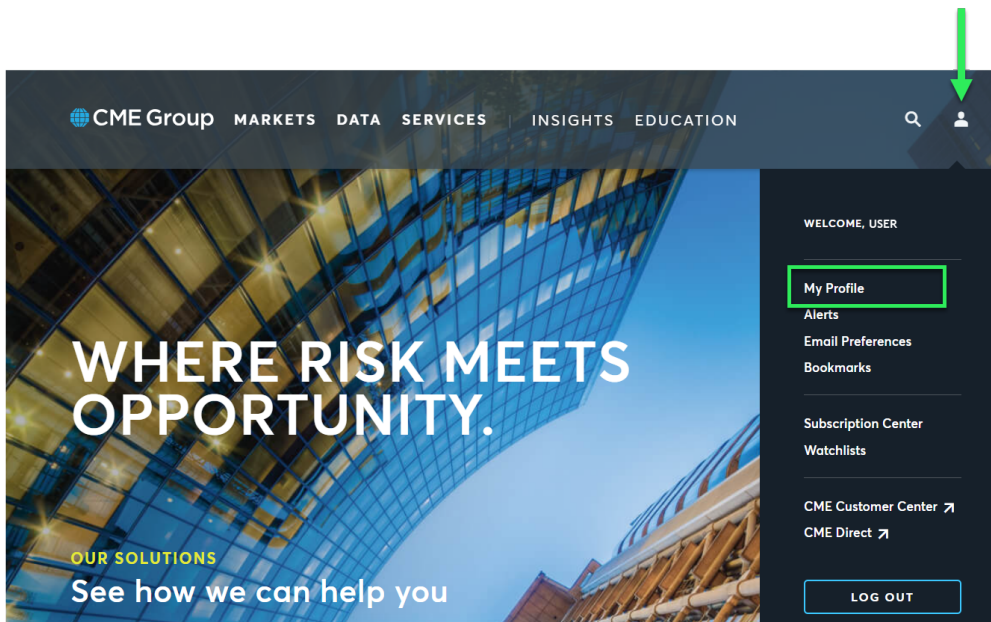 CME Group MARKETS DATA SERVICES INSIGHTS EDUCATION
WHERE RISK MEETS
OPPORTUNITY.
OUR SOLUTIONS
See how we can help you
WELCOME, USER
My Profile
Alerts
Email Preferences
Bookmarks
Subscription Center
Watchlists
CME Customer Center
CME Direct
LOG OUT